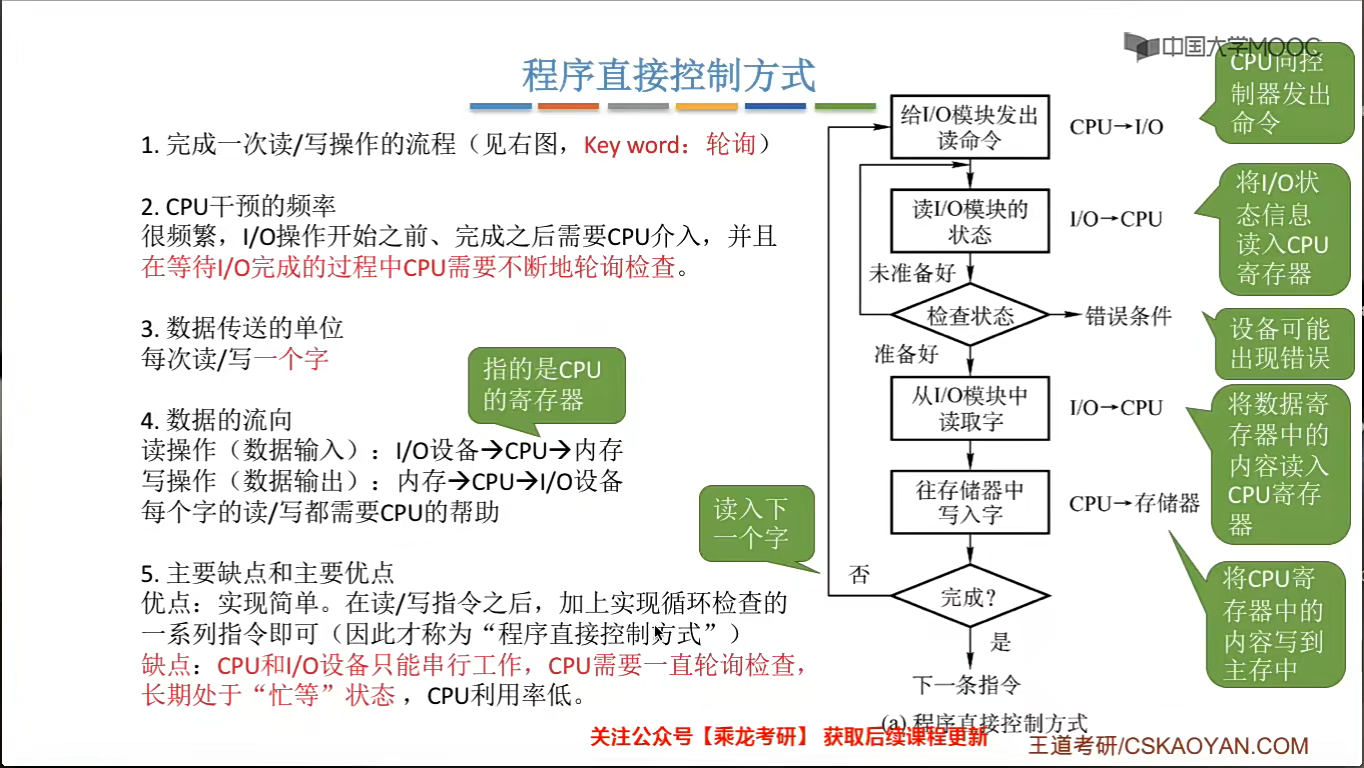 中国大学MOOC
程序直接控制方式
1. 完成一次读/写操作的流程（见右图，Key word：轮询）
2. CPU干预的频率
很频繁，I/O操作开始之前、完成之后需要CPU介入，并且
在等待I/O完成的过程中CPU需要不断地轮询检查。
3. 数据传送的单位
每次读/写一个字
指的是CPU
的寄存器
4. 数据的流向
读操作（数据输入）：I/O设备→CPU→内存
写操作（数据输出）：内存→CPU→I/O设备
每个字的读/写都需要CPU的帮助
5. 主要缺点和主要优点
优点：实现简单。在读/写指令之后，加上实现循环检查的
一系列指令即可（因此才称为“程序直接控制方式”）
缺点：CPU和I/O设备只能串行工作，CPU需要一直轮询检查，
长期处于“忙等”状态，CPU利用率低。
给I/O模块发出
读命令
CPU→I/O
CPU向控
制器发出
命令
读I/O模块的
状态
I/O→CPU
将I/O状
态信息
读入CPU
寄存器
未准备好
检查状态
错误条件
设备可能
出现错误
准备好
从I/O模块中
读取字
I/O→CPU
将数据寄
存器中的
内容读入
CPU寄存
器
往存储器中
写入字
CPU→存储器
将CPU寄
存器中的
内容写到
主存中
读入下
一个字
否
完成？
是
下一条指令
(a) 程序直接控制方式
关注公众号【乘龙考研】 获取后续课程更新
王道考研/CSKAOYAN.COM